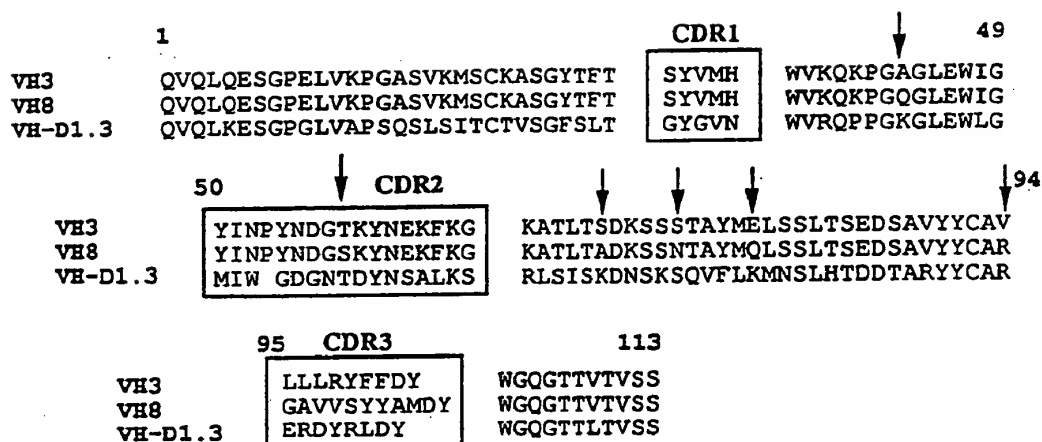 1 CDR1 49
VH3 QVQLQESGPELVKPGASVKMSCKASGYTFT SYVMH WVKQKPGAGLEWIG
VH8 QVQLQESGPELVKPGASVKMSCKASGYTFT SYVMH WVKQKPGQGLEWIG
VH-D1.3 QVQLKESGPGLVAPSQSLSITCTVSGFSLT GYGVN WVRQPPGKGLEWLG
50 CDR2 94
VH3 YINPYNDGTKYNEKFKG KATLTSDKSSSTAYMELSSLTSEDSAVYYCAV
VH8 YINPYNDGSKYNEKFKG KATLTADKSSNTAYMQLSSLTSEDSAVYYCAR
VH-D1.3 MIW GDGNTDYNSALKS RLSISKDNSKSQVFLKMNSLHTDDTARYYCAR
95 CDR3 113
VH3 LLLRYFFDY WGQGTTVTVSS
VH8 GAVVSYYAMDY WGQGTTVTVSS
VH-D1.3 ERDYRLDY WGQGTTLTVSS